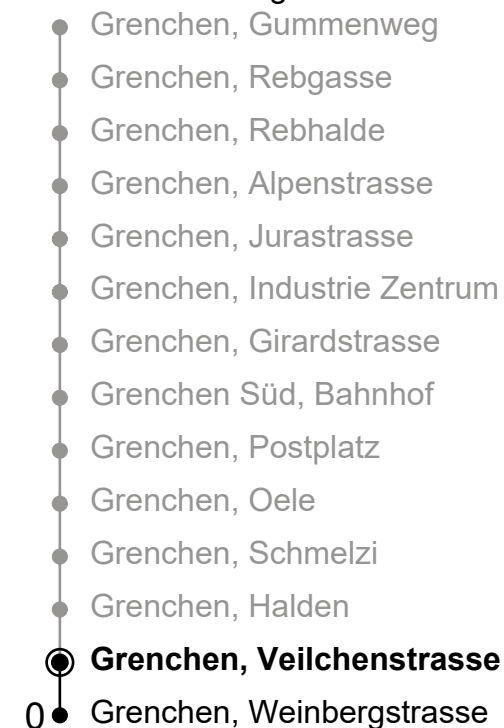 Grenchen, Gummenweg
Grenchen, Rebgasse
Grenchen, Rebhalde
Grenchen, Alpenstrasse
Grenchen, Jurastrasse
Grenchen, Industrie Zentrum
Grenchen, Girardstrasse
Grenchen Süd, Bahnhof
Grenchen, Postplatz
Grenchen, Oele
Grenchen, Schmelzi
Grenchen, Halden
Grenchen, Veilchenstrasse
0 Grenchen, Weinbergstrasse